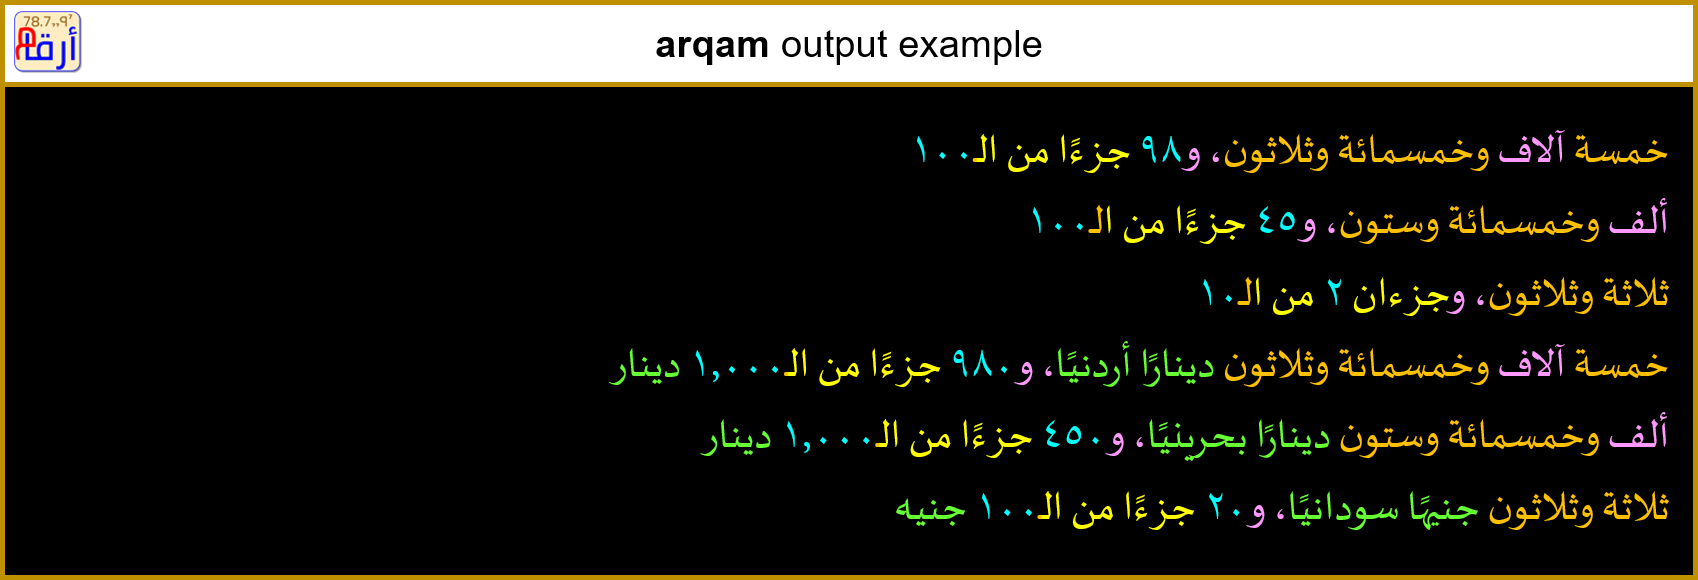 78.7,,٩٢
أرقام
arqam output example
خمسة آلاف وخمسمائة وثلاثون، و٩٨ جزءًا من الـ١٠٠
ألف وخمسمائة وستون، و٤٥ جزءًا من الـ١٠٠
ثلاثة وثلاثون، وجزءان ٢ من الـ١٠
خمسة آلاف وخمسمائة وثلاثون دينارًا أردنيًا، و٩٨٠ جزءًا من الـ١,٠٠٠ دينار
ألف وخمسمائة وستون دينارًا بحرينيًا، و٤٥٠ جزءًا من الـ١,٠٠٠ دينار
ثلاثة وثلاثون جنيهًا سودانيًا، و٢٠ جزءًا من الـ١٠٠ جنيه